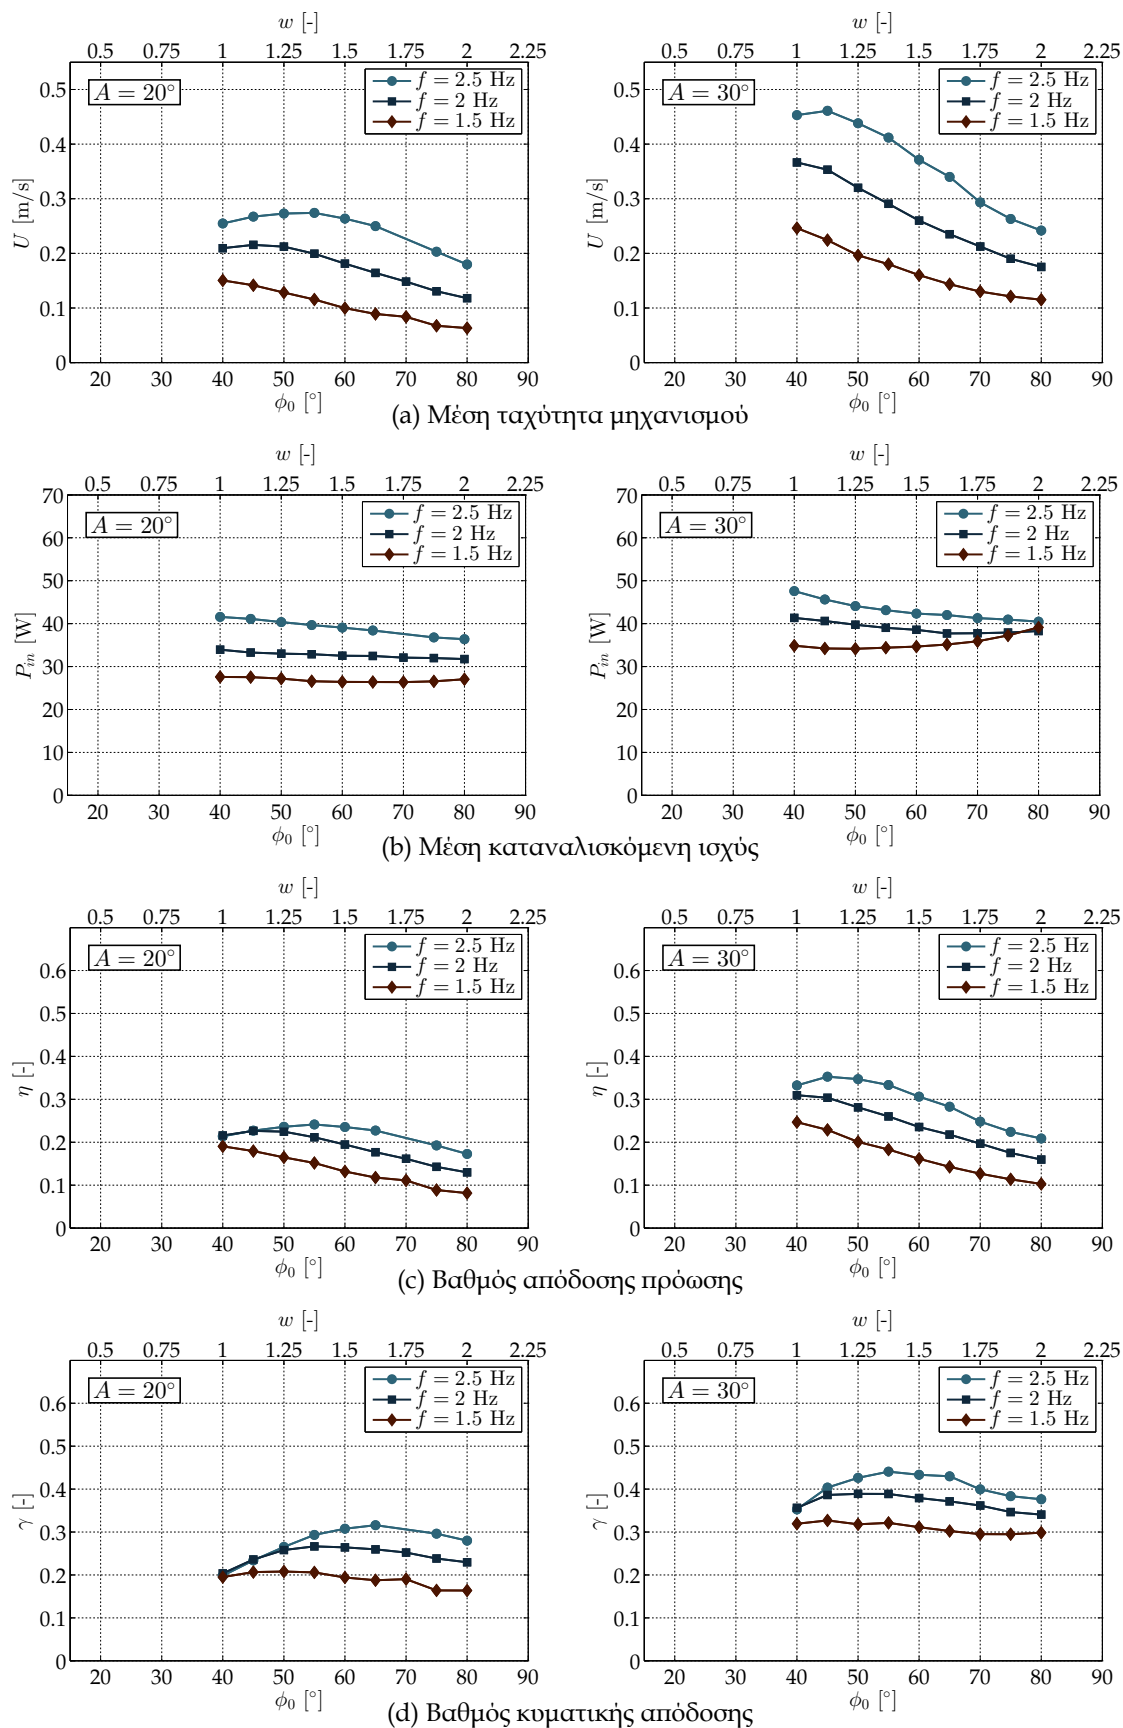 w [-]
0.5 0.75 1 1.25 1.5 1.75 2 2.25
A = 20°
f = 2.5 Hz
f = 2 Hz
f = 1.5 Hz
U [m/s]
0.5
0.4
0.3
0.2
0.1
0
20 30 40 50 60 70 80 90
ϕ₀ [°]
w [-]
0.5 0.75 1 1.25 1.5 1.75 2 2.25
A = 30°
f = 2.5 Hz
f = 2 Hz
f = 1.5 Hz
U [m/s]
0.5
0.4
0.3
0.2
0.1
0
20 30 40 50 60 70 80 90
ϕ₀ [°]
(a) Μέση ταχύτητα μηχανισμού
w [-]
0.5 0.75 1 1.25 1.5 1.75 2 2.25
A = 20°
f = 2.5 Hz
f = 2 Hz
f = 1.5 Hz
P_in [W]
70
60
50
40
30
20
10
0
20 30 40 50 60 70 80 90
ϕ₀ [°]
w [-]
0.5 0.75 1 1.25 1.5 1.75 2 2.25
A = 30°
f = 2.5 Hz
f = 2 Hz
f = 1.5 Hz
P_in [W]
70
60
50
40
30
20
10
0
20 30 40 50 60 70 80 90
ϕ₀ [°]
(b) Μέση καταναλισκόμενη ισχύς
w [-]
0.5 0.75 1 1.25 1.5 1.75 2 2.25
A = 20°
f = 2.5 Hz
f = 2 Hz
f = 1.5 Hz
η [-]
0.6
0.5
0.4
0.3
0.2
0.1
0
20 30 40 50 60 70 80 90
ϕ₀ [°]
w [-]
0.5 0.75 1 1.25 1.5 1.75 2 2.25
A = 30°
f = 2.5 Hz
f = 2 Hz
f = 1.5 Hz
η [-]
0.6
0.5
0.4
0.3
0.2
0.1
0
20 30 40 50 60 70 80 90
ϕ₀ [°]
(c) Βαθμός απόδοσης πρόωσης
w [-]
0.5 0.75 1 1.25 1.5 1.75 2 2.25
A = 20°
f = 2.5 Hz
f = 2 Hz
f = 1.5 Hz
γ [-]
0.6
0.5
0.4
0.3
0.2
0.1
0
20 30 40 50 60 70 80 90
ϕ₀ [°]
w [-]
0.5 0.75 1 1.25 1.5 1.75 2 2.25
A = 30°
f = 2.5 Hz
f = 2 Hz
f = 1.5 Hz
γ [-]
0.6
0.5
0.4
0.3
0.2
0.1
0
20 30 40 50 60 70 80 90
ϕ₀ [°]
(d) Βαθμός κυματικής απόδοσης